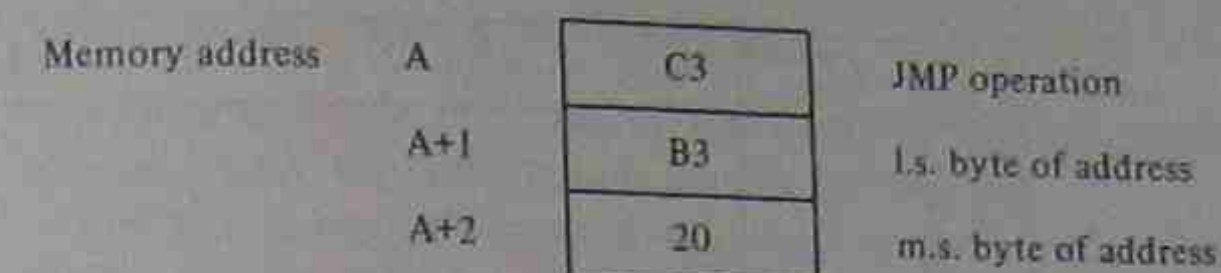 Memory address A C3 JMP operation
A+1 B3 l.s. byte of address
A+2 20 m.s. byte of address